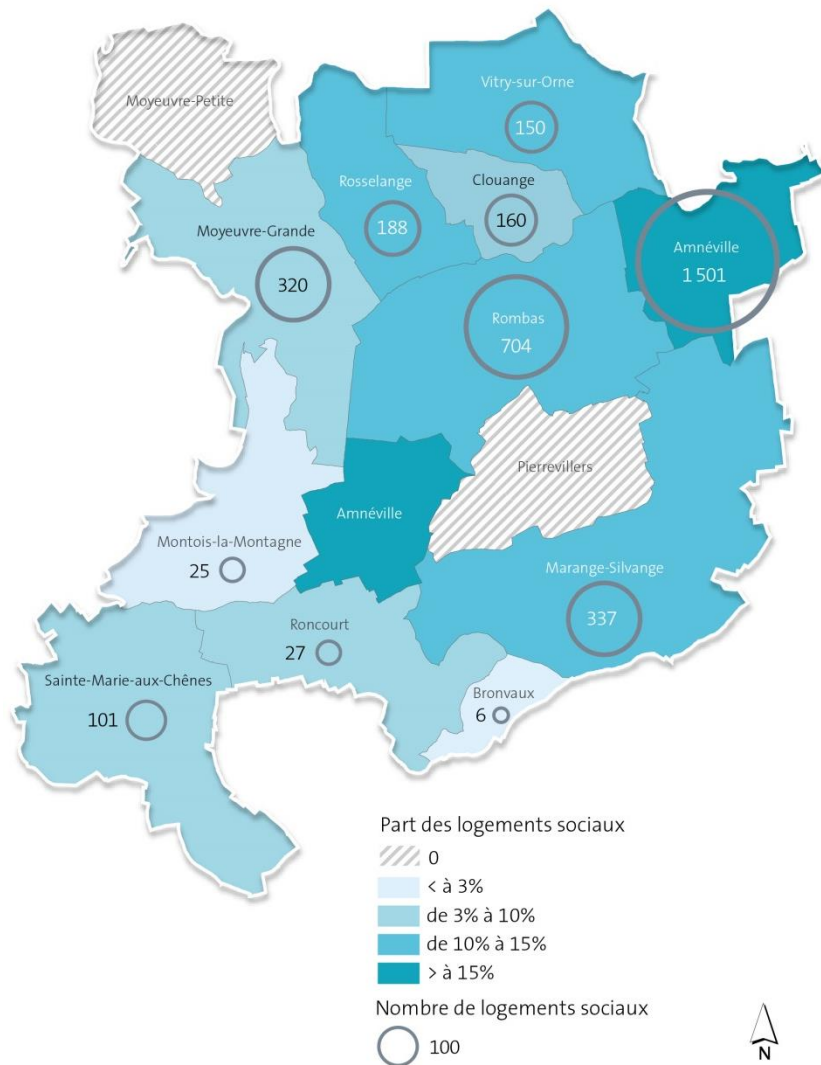 Moyeuvre-Petite
Vitry-sur-Orne
150
Rosselange
188
Clouange
160
Moyeuvre-Grande
320
Amnéville
1 501
Rombas
704
Pierrevillers
Amnéville
Montois-la-Montagne
25
Marange-Silvange
337
Roncourt
27
Sainte-Marie-aux-Chênes
101
Bronvaux
6
Part des logements sociaux
0
< à 3%
de 3% à 10%
de 10% à 15%
> à 15%
Nombre de logements sociaux
100
N